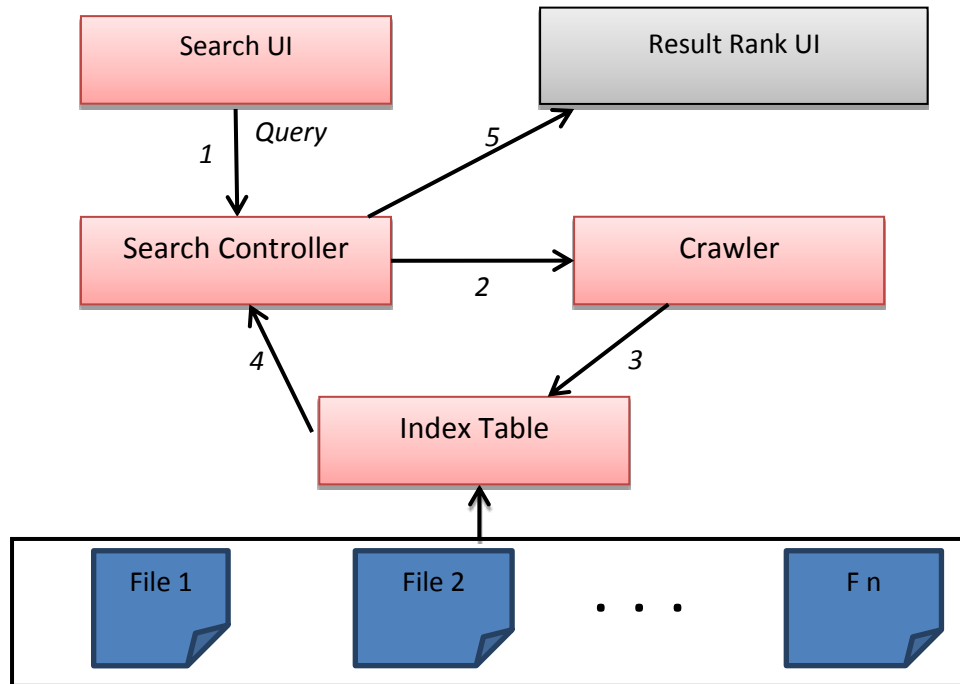 Search UI
Result Rank UI
Query
1
5
Search Controller
Crawler
2
3
4
Index Table
File 1
File 2
. . .
F n